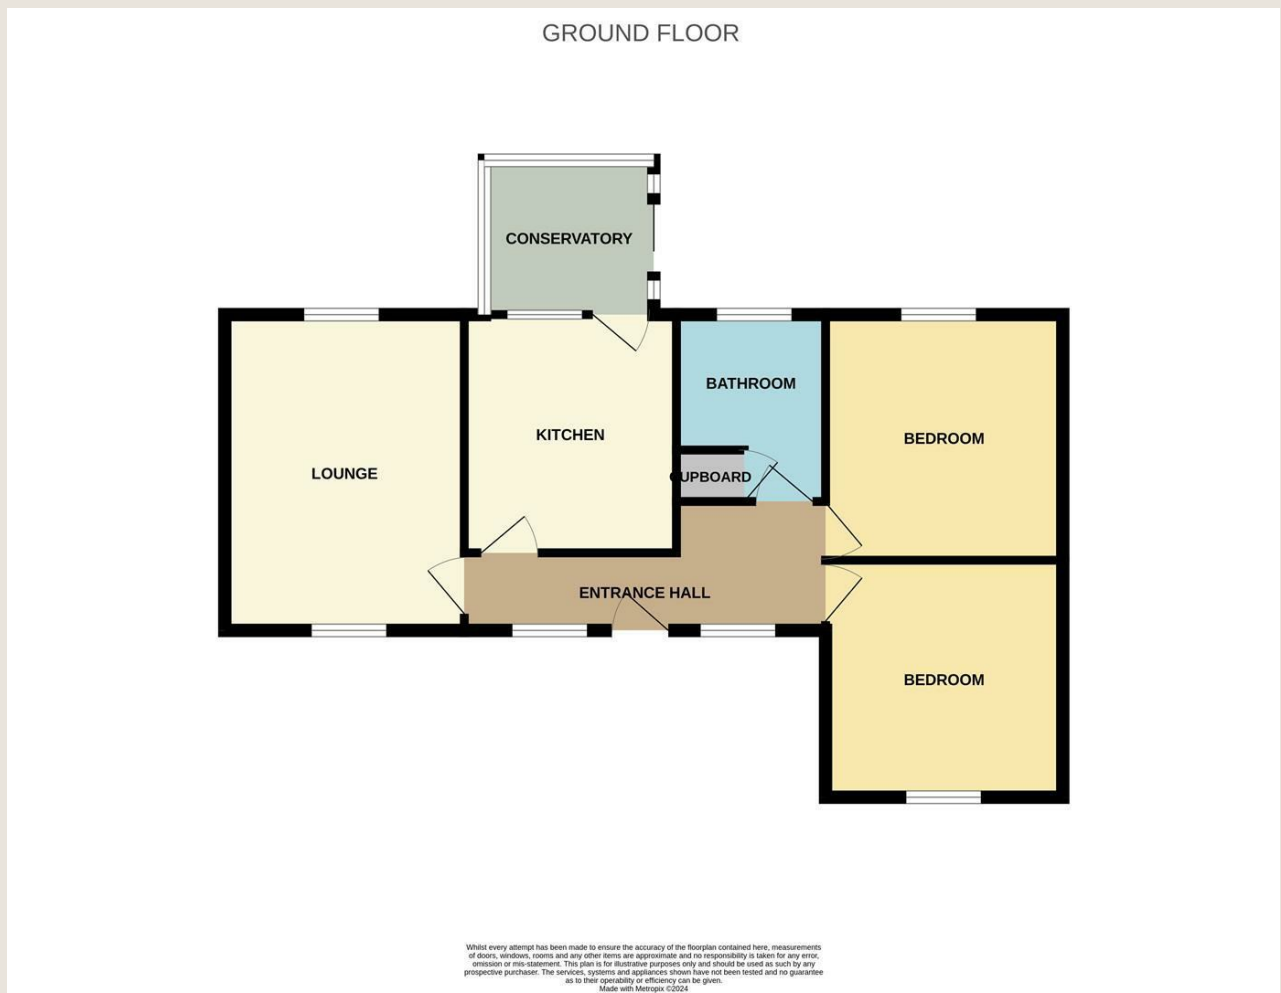 GROUND FLOOR
CONSERVATORY
BATHROOM
KITCHEN
BEDROOM
LOUNGE
CUPBOARD
ENTRANCE HALL
BEDROOM
Whilst every attempt has been made to ensure the accuracy of the floorplan contained here, measurements
of doors, windows, rooms and any other items are approximate and no responsibility is taken for any error,
omission or mis-statement. This plan is for illustrative purposes only and should be used as such by any
prospective purchaser. The services, systems and appliances shown have not been tested and no guarantee
as to their operability or efficiency can be given.
Made with Metropix ©2024